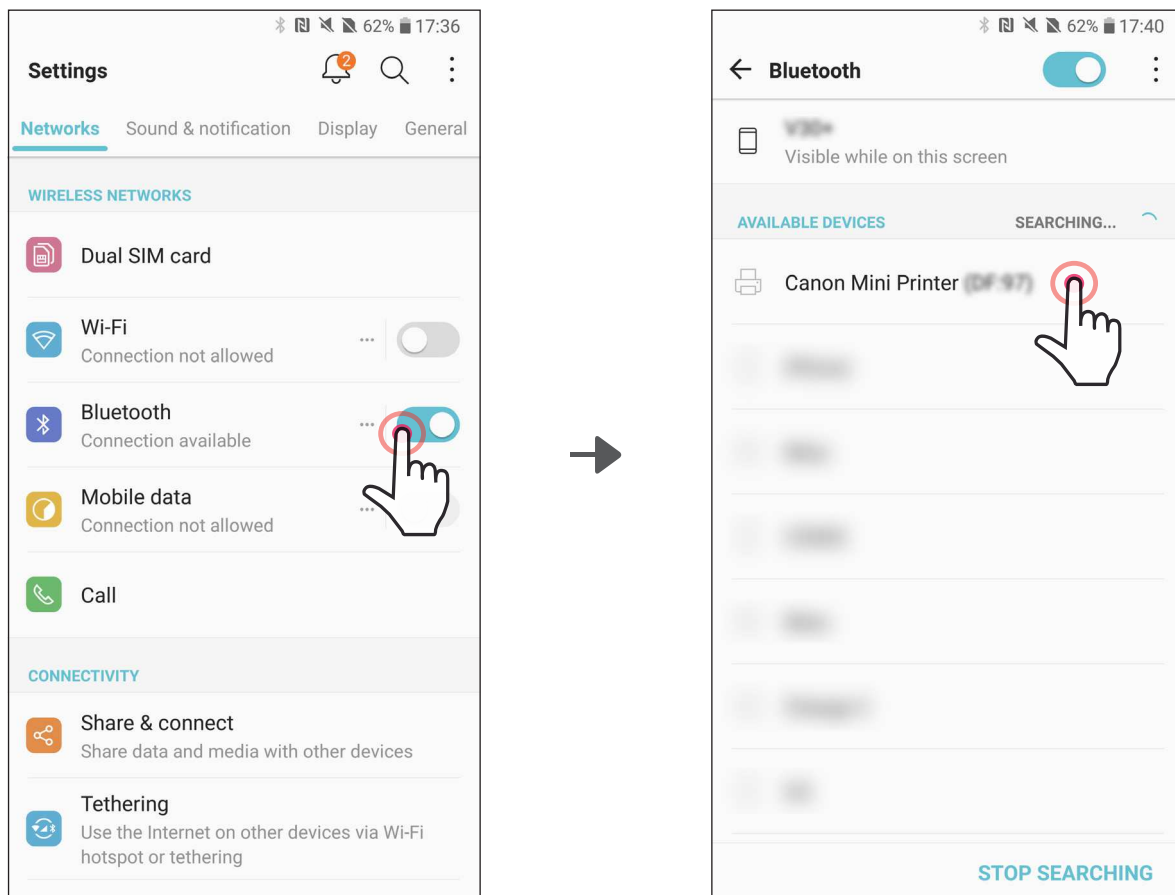 62% 17:36
Settings 2
Networks Sound & notification Display General
WIRELESS NETWORKS
Dual SIM card
Wi-Fi
Connection not allowed
Bluetooth
Connection available
Mobile data
Connection not allowed
Call
CONNECTIVITY
Share & connect
Share data and media with other devices
Tethering
Use the Internet on other devices via Wi-Fi
hotspot or tethering
62% 17:40
Bluetooth
Visible while on this screen
AVAILABLE DEVICES SEARCHING...
Canon Mini Printer
STOP SEARCHING